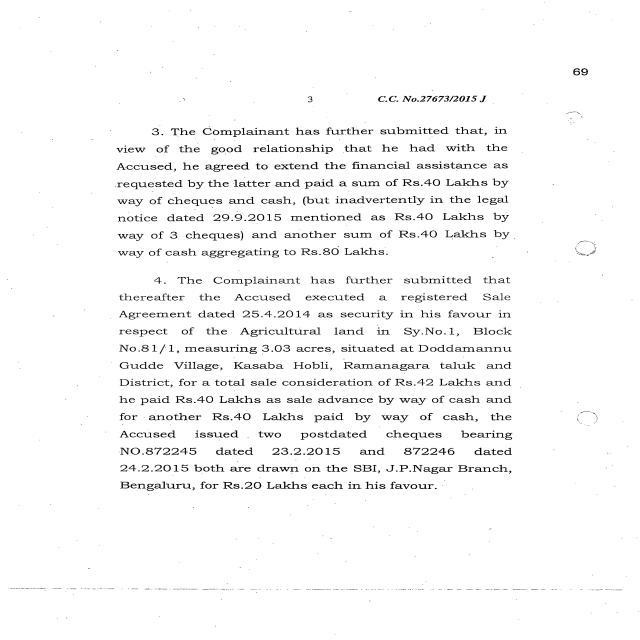 69
3 C.C. No.27673/2015 J
3. The Complainant has further submitted that, in
view of the good relationship that he had with the
Accused, he agreed to extend the financial assistance as
requested by the latter and paid a sum of Rs.40 Lakhs by
way of cheques and cash, (but inadvertently in the legal
notice dated 29.9.2015 mentioned as Rs.40 Lakhs by
way of 3 cheques) and another sum of Rs.40 Lakhs by
way of cash aggregating to Rs.80 Lakhs.
4. The Complainant has further submitted that
thereafter the Accused executed a registered Sale
Agreement dated 25.4.2014 as security in his favour in
respect of the Agricultural land in Sy.No.1, Block
No.81/1, measuring 3.03 acres, situated at Doddamannu
Gudde Village, Kasaba Hobli, Ramanagara taluk and
District, for a total sale consideration of Rs.42 Lakhs and
he paid Rs.40 Lakhs as sale advance by way of cash and
for another Rs.40 Lakhs paid by way of cash, the
Accused issued two postdated cheques bearing
NO.872245 dated 23.2.2015 and 872246 dated
24.2.2015 both are drawn on the SBI, J.P.Nagar Branch,
Bengaluru, for Rs.20 Lakhs each in his favour.